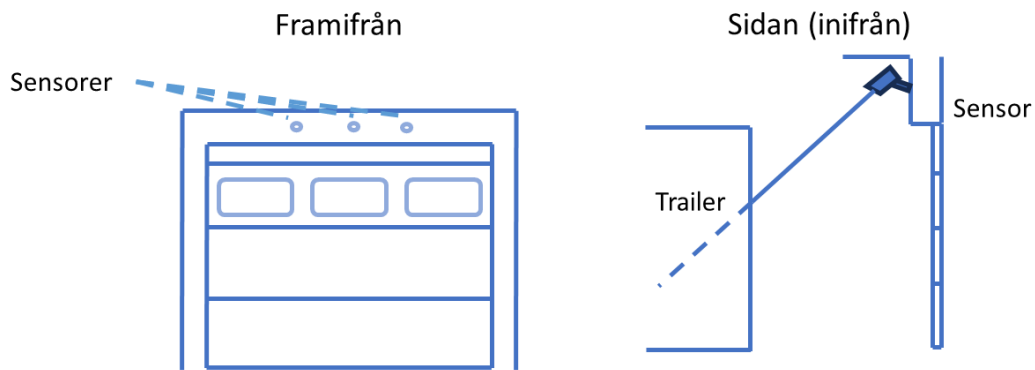 Framifrån
Sidan (inifrån)
Sensorer
Sensor
Trailer